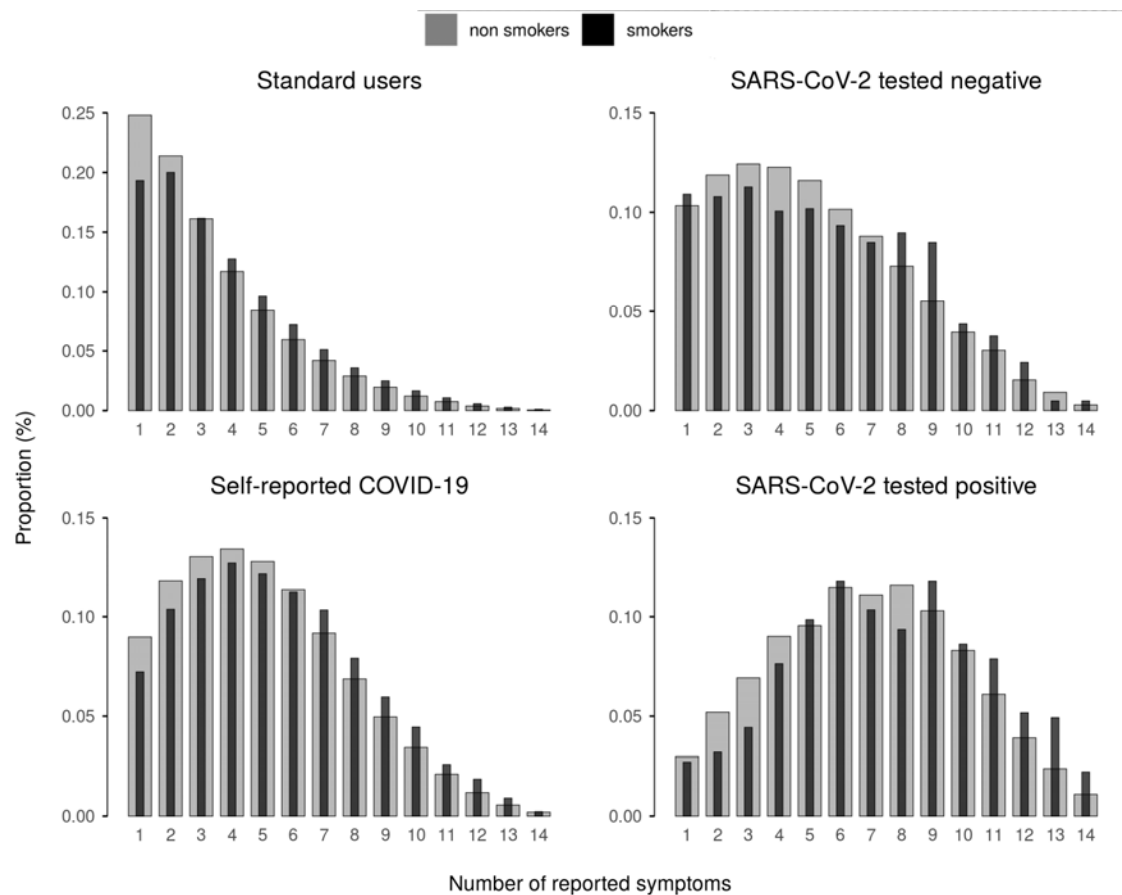 non smokers smokers
Standard users
0.25
0.20
0.15
0.10
0.05
0.00
1 2 3 4 5 6 7 8 9 10 11 12 13 14
SARS-CoV-2 tested negative
0.15
0.10
0.05
0.00
1 2 3 4 5 6 7 8 9 10 11 12 13 14
Proportion (%)
Self-reported COVID-19
0.15
0.10
0.05
0.00
1 2 3 4 5 6 7 8 9 10 11 12 13 14
SARS-CoV-2 tested positive
0.15
0.10
0.05
0.00
1 2 3 4 5 6 7 8 9 10 11 12 13 14
Number of reported symptoms